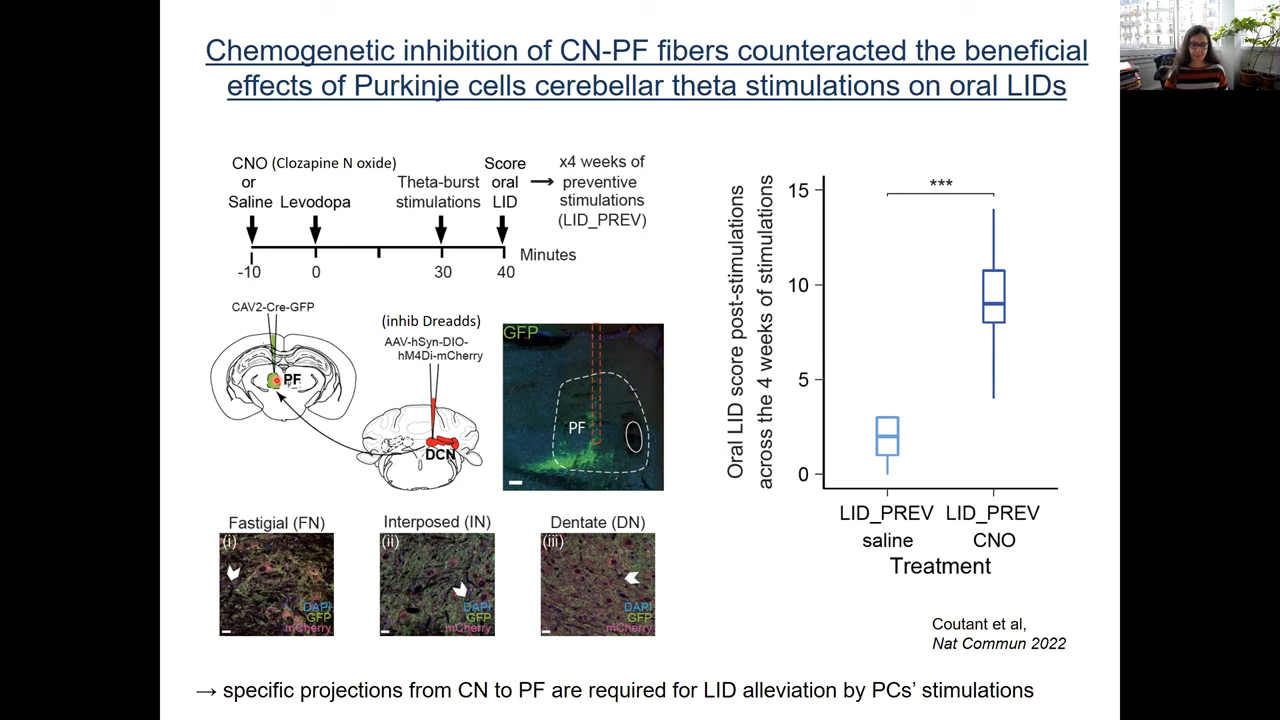 Chemogenetic inhibition of CN-PF fibers counteracted the beneficial
effects of Purkinje cells cerebellar theta stimulations on oral LIDs
CNO (Clozapine N oxide)
or
Saline
Levodopa
Theta-burst
stimulations
Score
oral
LID
→
x4 weeks of
preventive
stimulations
(LID_PREV)
-10
0
30
40
Minutes
CAV2-Cre-GFP
PF
(inhib Dreadds)
AAV-hSyn-DIO-
hM4Di-mCherry
DCN
GFP
PF
Fastigial (FN)
(i)
DAPI
GFP
mCherry
Interposed (IN)
(ii)
DAPI
GFP
mCherry
Dentate (DN)
(iii)
DAPI
GFP
mCherry
Oral LID score post-stimulations
across the 4 weeks of stimulations
15
10
5
0
***
LID_PREV
saline
LID_PREV
CNO
Treatment
Coutant et al,
Nat Commun 2022
→ specific projections from CN to PF are required for LID alleviation by PCs’ stimulations